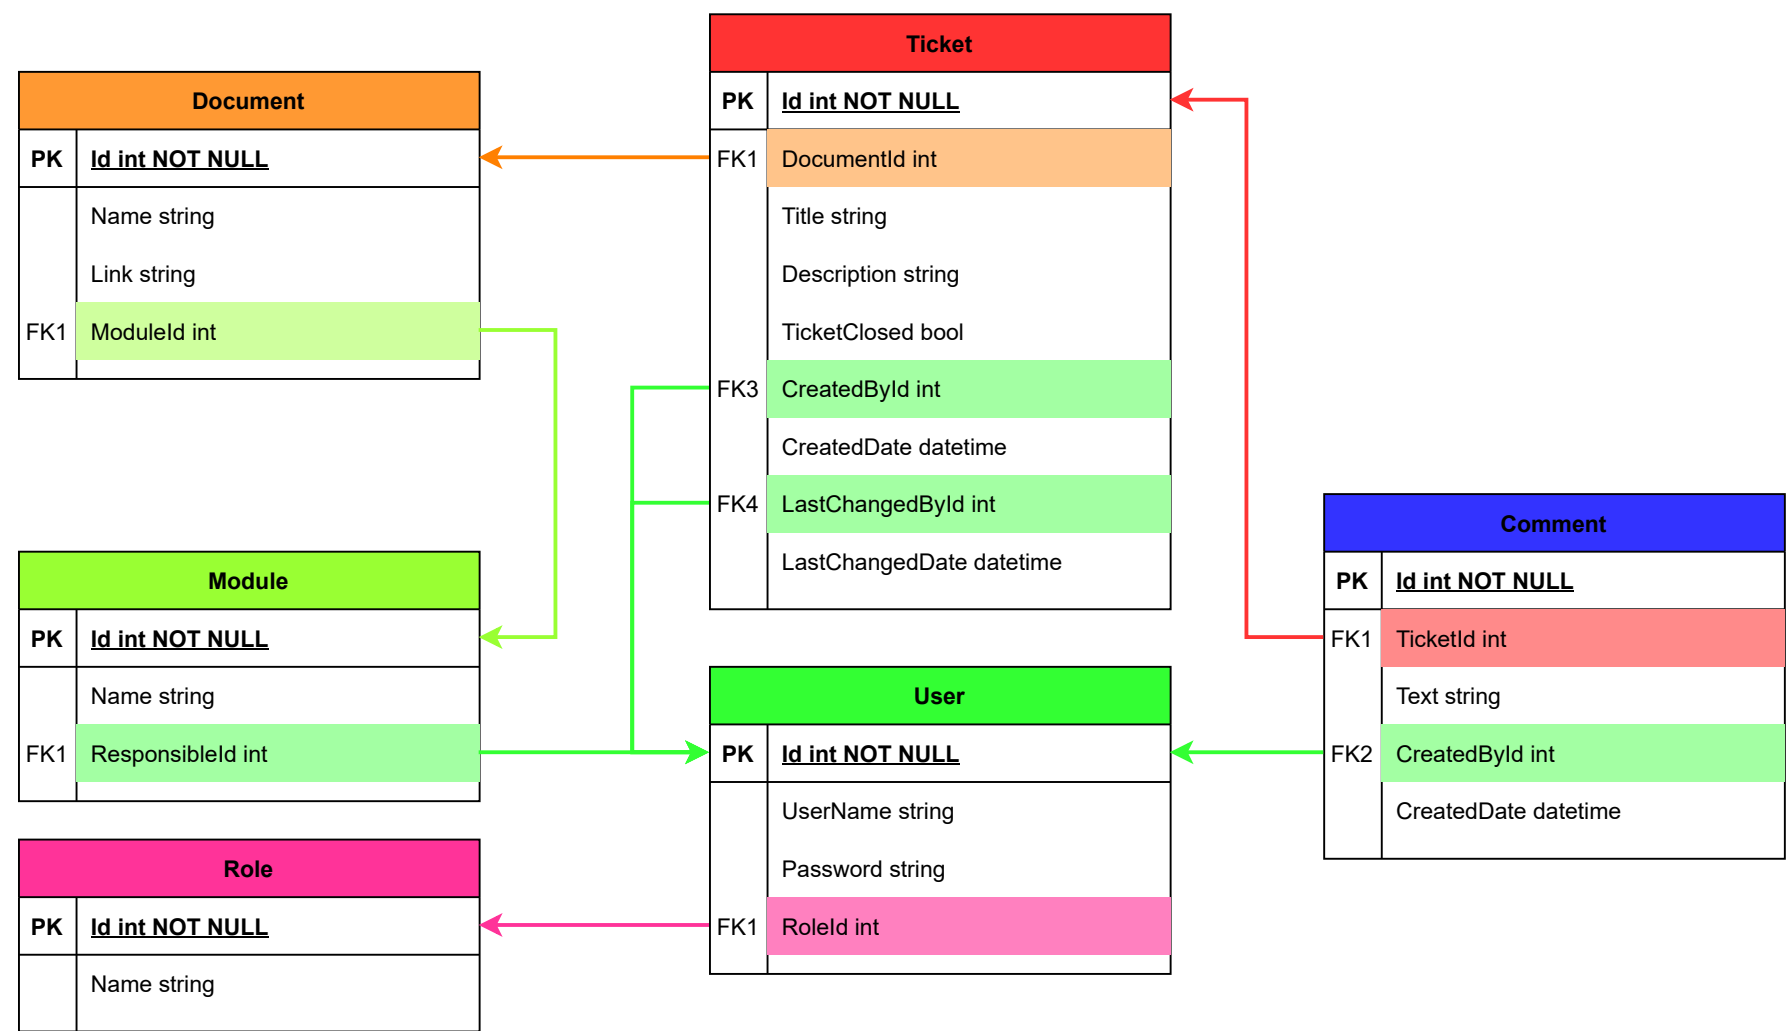 Document
PK Id int NOT NULL
Name string
Link string
FK1 ModuleId int
Ticket
PK Id int NOT NULL
FK1 DocumentId int
Title string
Description string
TicketClosed bool
FK3 CreatedById int
CreatedDate datetime
FK4 LastChangedById int
LastChangedDate datetime
Module
PK Id int NOT NULL
Name string
FK1 ResponsibleId int
User
PK Id int NOT NULL
UserName string
Password string
FK1 RoleId int
Comment
PK Id int NOT NULL
FK1 TicketId int
Text string
FK2 CreatedById int
CreatedDate datetime
Role
PK Id int NOT NULL
Name string